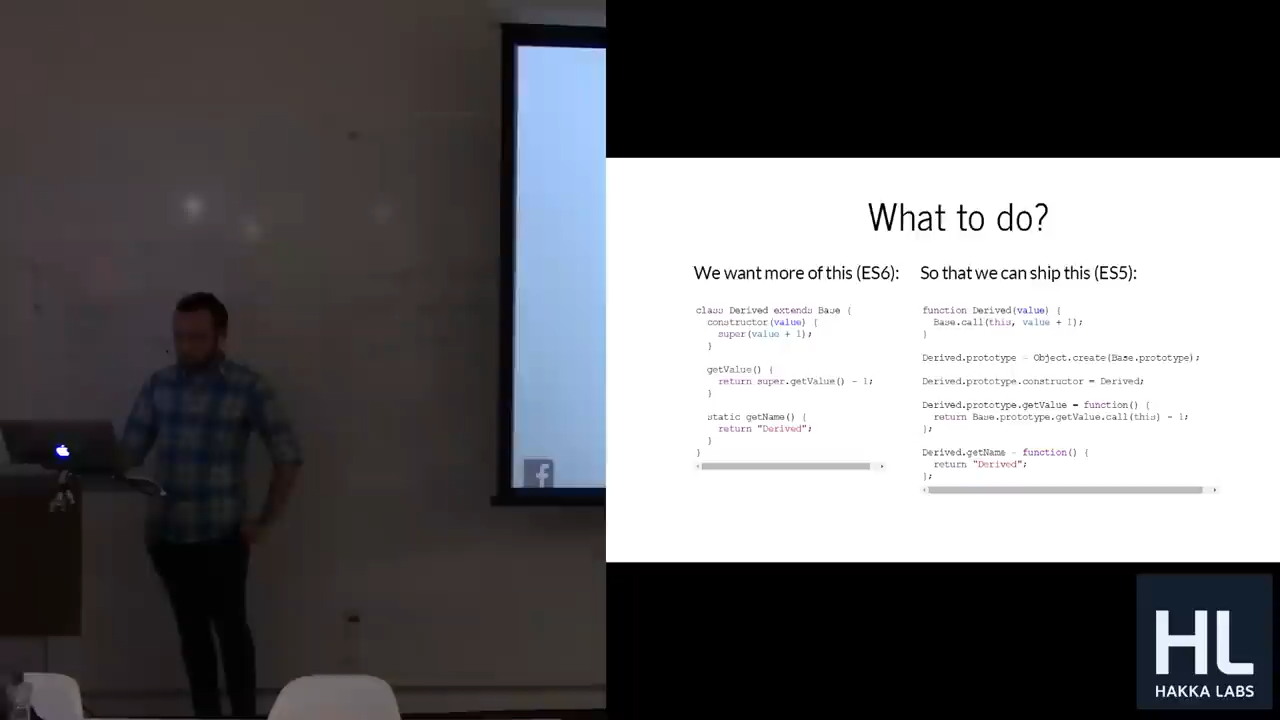 What to do?
We want more of this (ES6):
class Derived extends Base {
constructor(value) {
super(value + 1);
}
getValue() {
return super.getValue() - 1;
}
static getName() {
return "Derived";
}
}
So that we can ship this (ES5):
function Derived(value) {
Base.call(this, value + 1);
}
Derived.prototype = Object.create(Base.prototype);
Derived.prototype.constructor = Derived;
Derived.prototype.getValue = function() {
return Base.prototype.getValue.call(this) - 1;
};
Derived.getName = function() {
return "Derived";
};
f
HL
HAKKA LABS